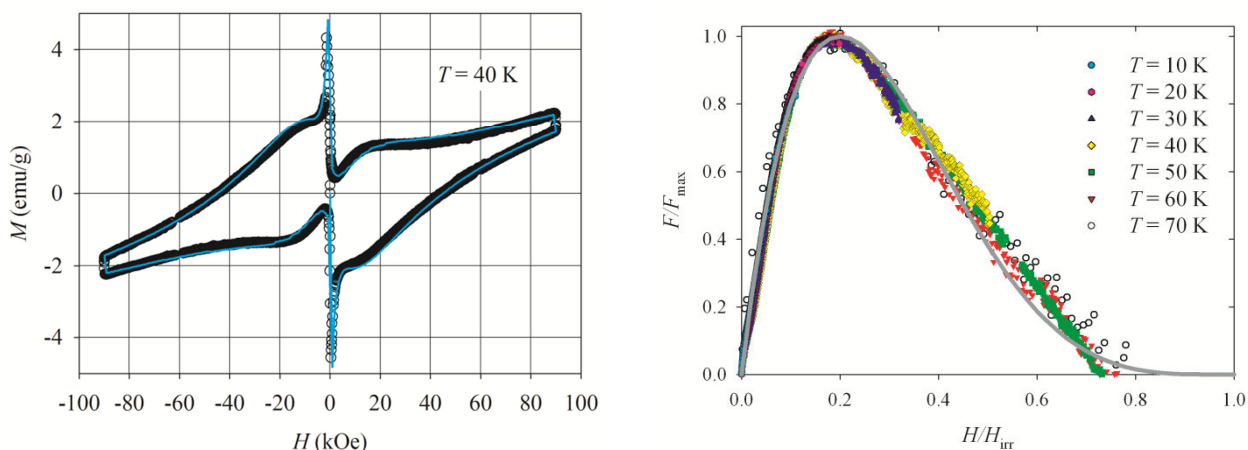 4
2
0
-2
-4
M (emu/g)
T = 40 K
-100 -80 -60 -40 -20 0 20 40 60 80 100
H (kOe)
1.0
0.8
0.6
0.4
0.2
0.0
F/Fmax
T = 10 K
T = 20 K
T = 30 K
T = 40 K
T = 50 K
T = 60 K
T = 70 K
0.0 0.2 0.4 0.6 0.8 1.0
H/Hirr